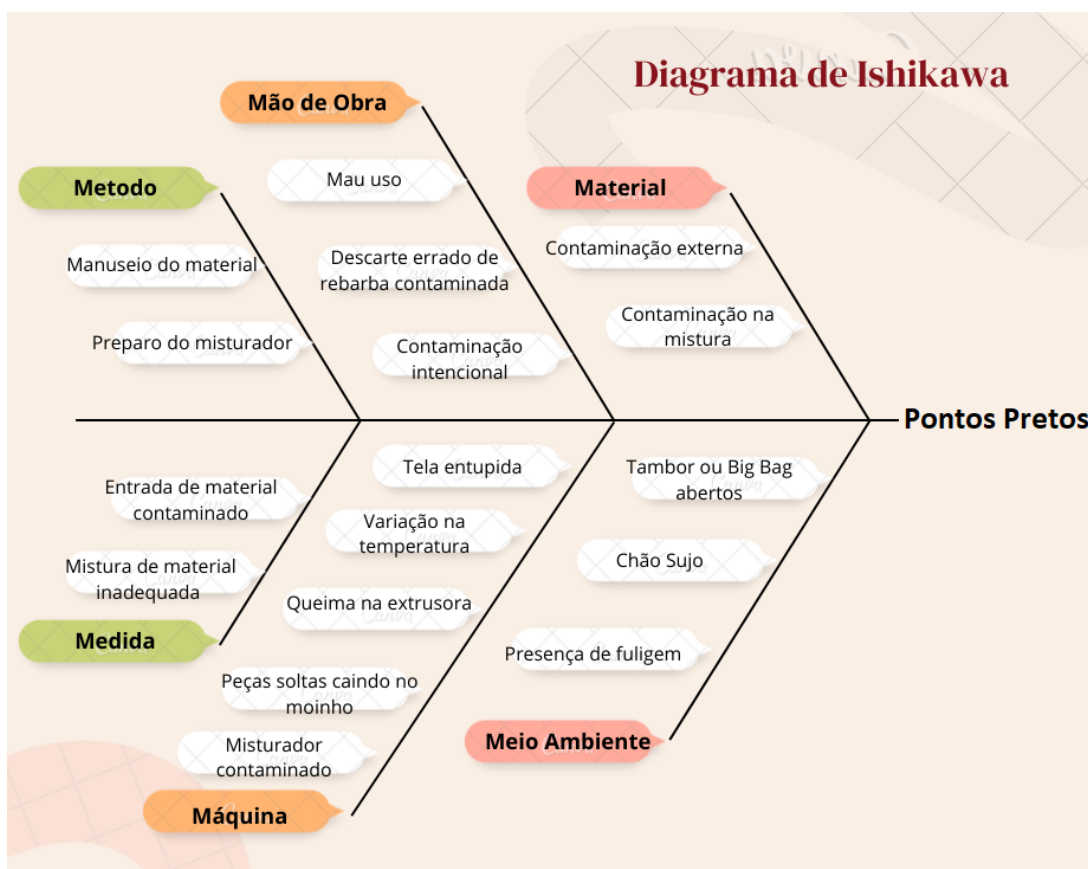 Diagrama de Ishikawa
Mão de Obra
Mau uso
Descarte errado de
rebarba contaminada
Contaminação
intencional
Metodo
Manuseio do material
Preparo do misturador
Material
Contaminação externa
Contaminação na
mistura
Pontos Pretos
Entrada de material
contaminado
Mistura de material
inadequada
Medida
Tela entupida
Variação na
temperatura
Queima na extrusora
Peças soltas caindo no
moinho
Misturador
contaminado
Máquina
Tambor ou Big Bag
abertos
Chão Sujo
Presença de fuligem
Meio Ambiente
Canva